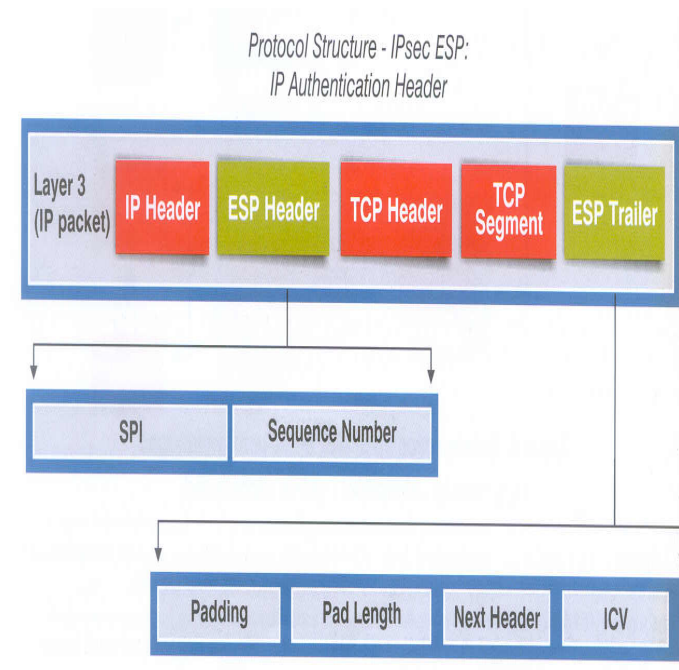 Protocol Structure - IPsec ESP:
IP Authentication Header
Layer 3
(IP packet)
IP Header
ESP Header
TCP Header
TCP
Segment
ESP Trailer
SPI
Sequence Number
Padding
Pad Length
Next Header
ICV